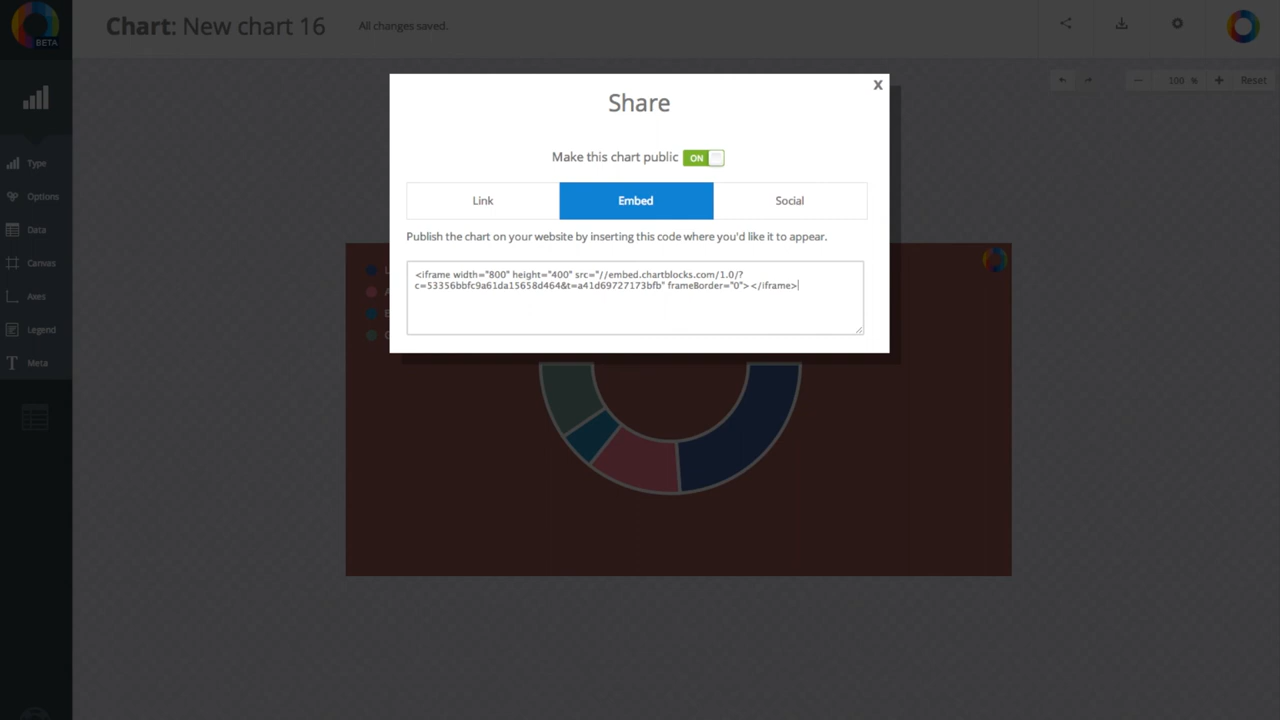 BETA
Chart: New chart 16
All changes saved.
100 %
Reset
Type
Options
Data
Canvas
Axes
Legend
Meta
X
Share
Make this chart public ON
Link
Embed
Social
Publish the chart on your website by inserting this code where you'd like it to appear.
<iframe width="800" height="400" src="//embed.chartblocks.com/1.0/?
c=53356bbfc9a61da15658d464&t=a41d69727173bfb" frameBorder="0"></iframe>